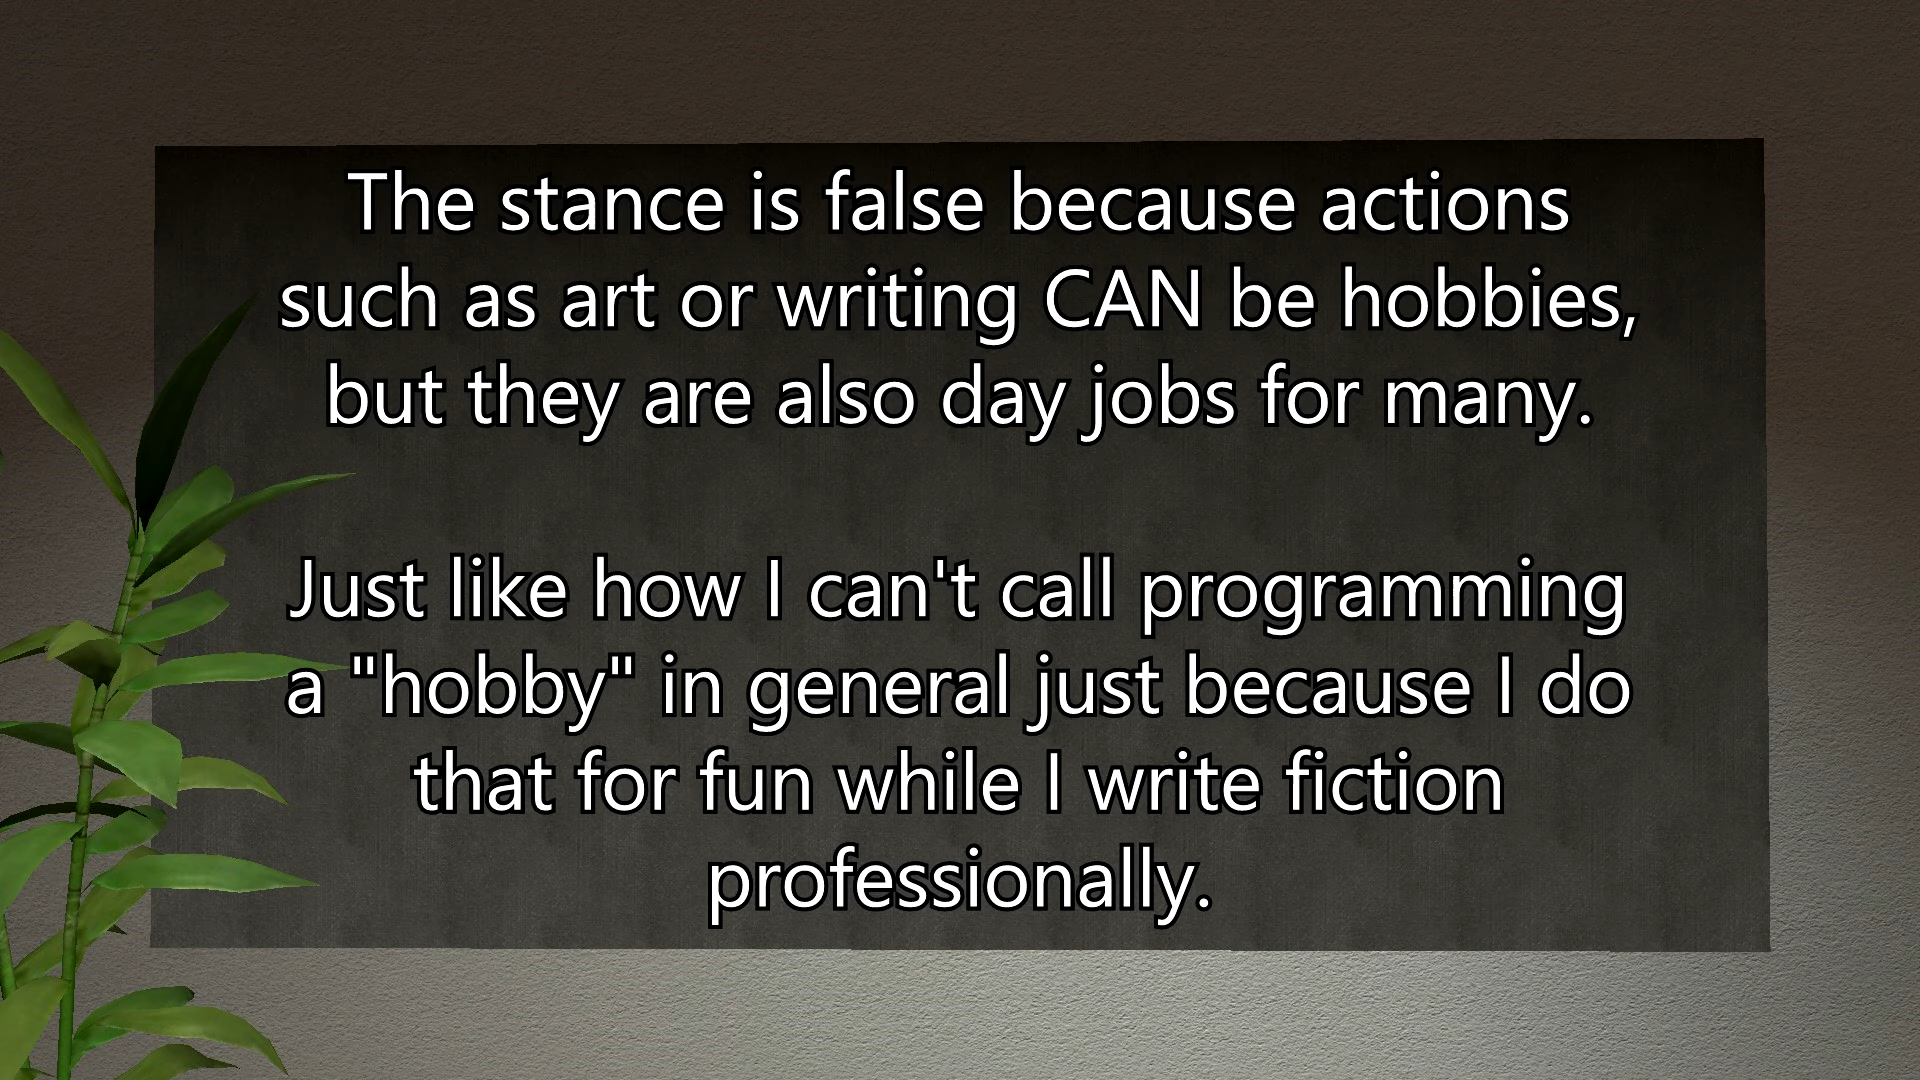 The stance is false because actions
such as art or writing CAN be hobbies,
but they are also day jobs for many.
Just like how I can't call programming
a "hobby" in general just because I do
that for fun while I write fiction
professionally.